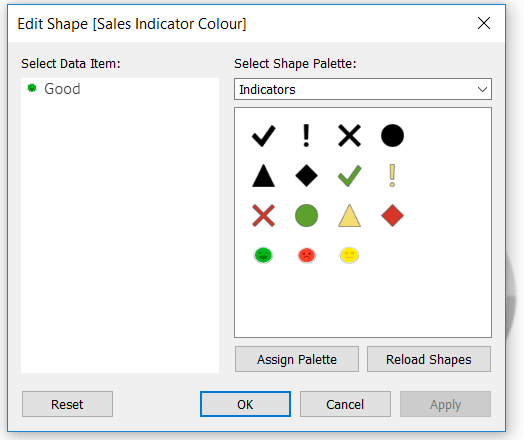 Edit Shape [Sales Indicator Colour]
Select Data Item:
Select Shape Palette:
Good
Indicators
Assign Palette
Reload Shapes
Reset
OK
Cancel
Apply